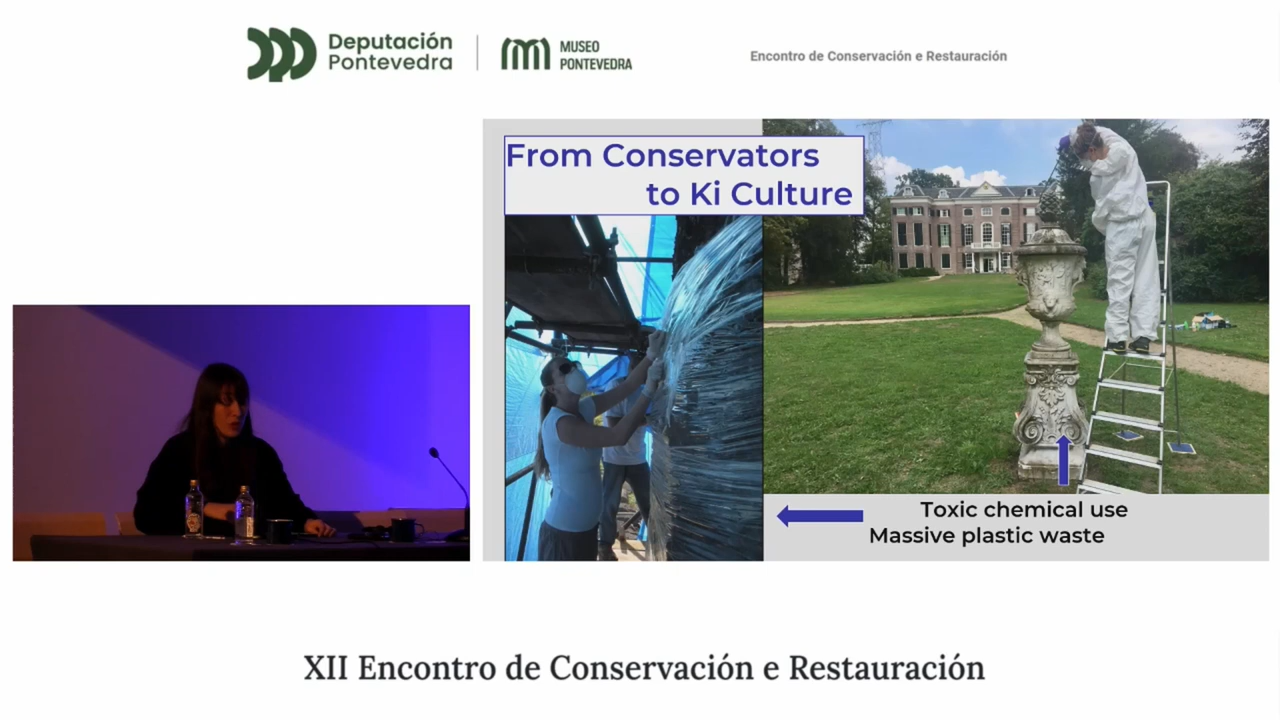 Deputación
Pontevedra
MUSEO
PONTEVEDRA
Encontro de Conservación e Restauración
From Conservators
to Ki Culture
Toxic chemical use
Massive plastic waste
XII Encontro de Conservación e Restauración